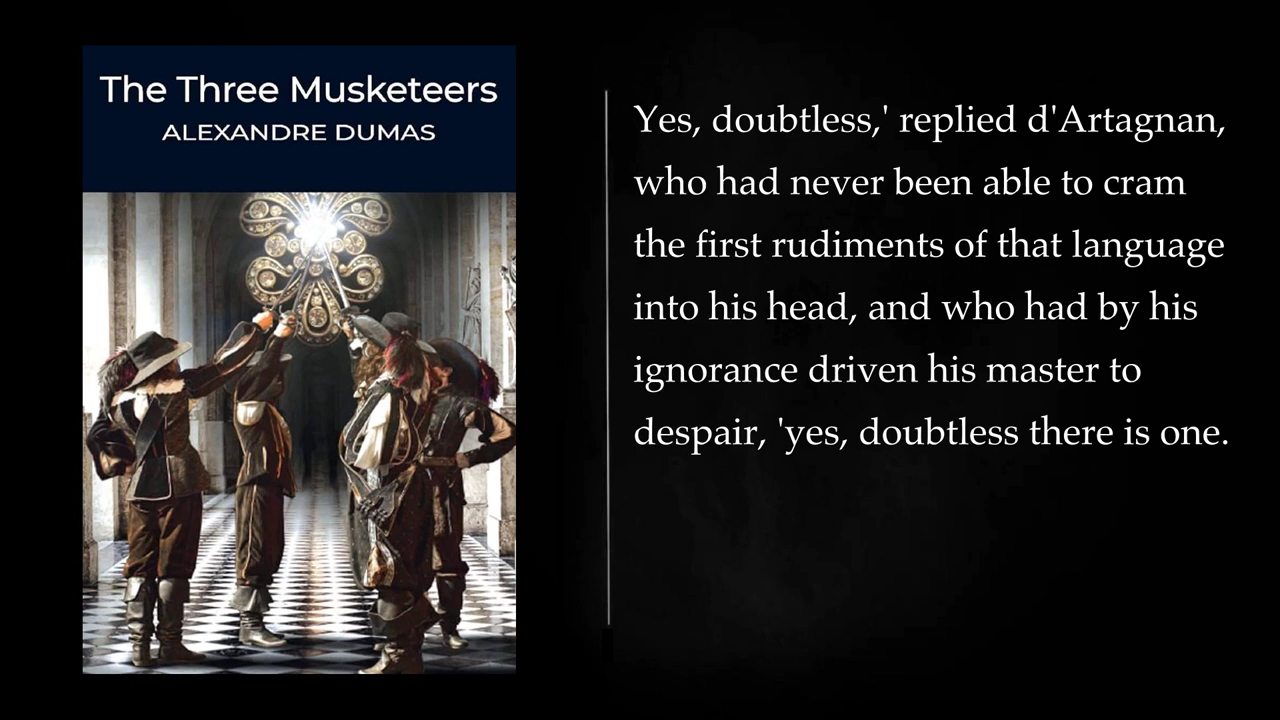 The Three Musketeers
ALEXANDRE DUMAS
Yes, doubtless,' replied d'Artagnan,
who had never been able to cram
the first rudiments of that language
into his head, and who had by his
ignorance driven his master to
despair, 'yes, doubtless there is one.